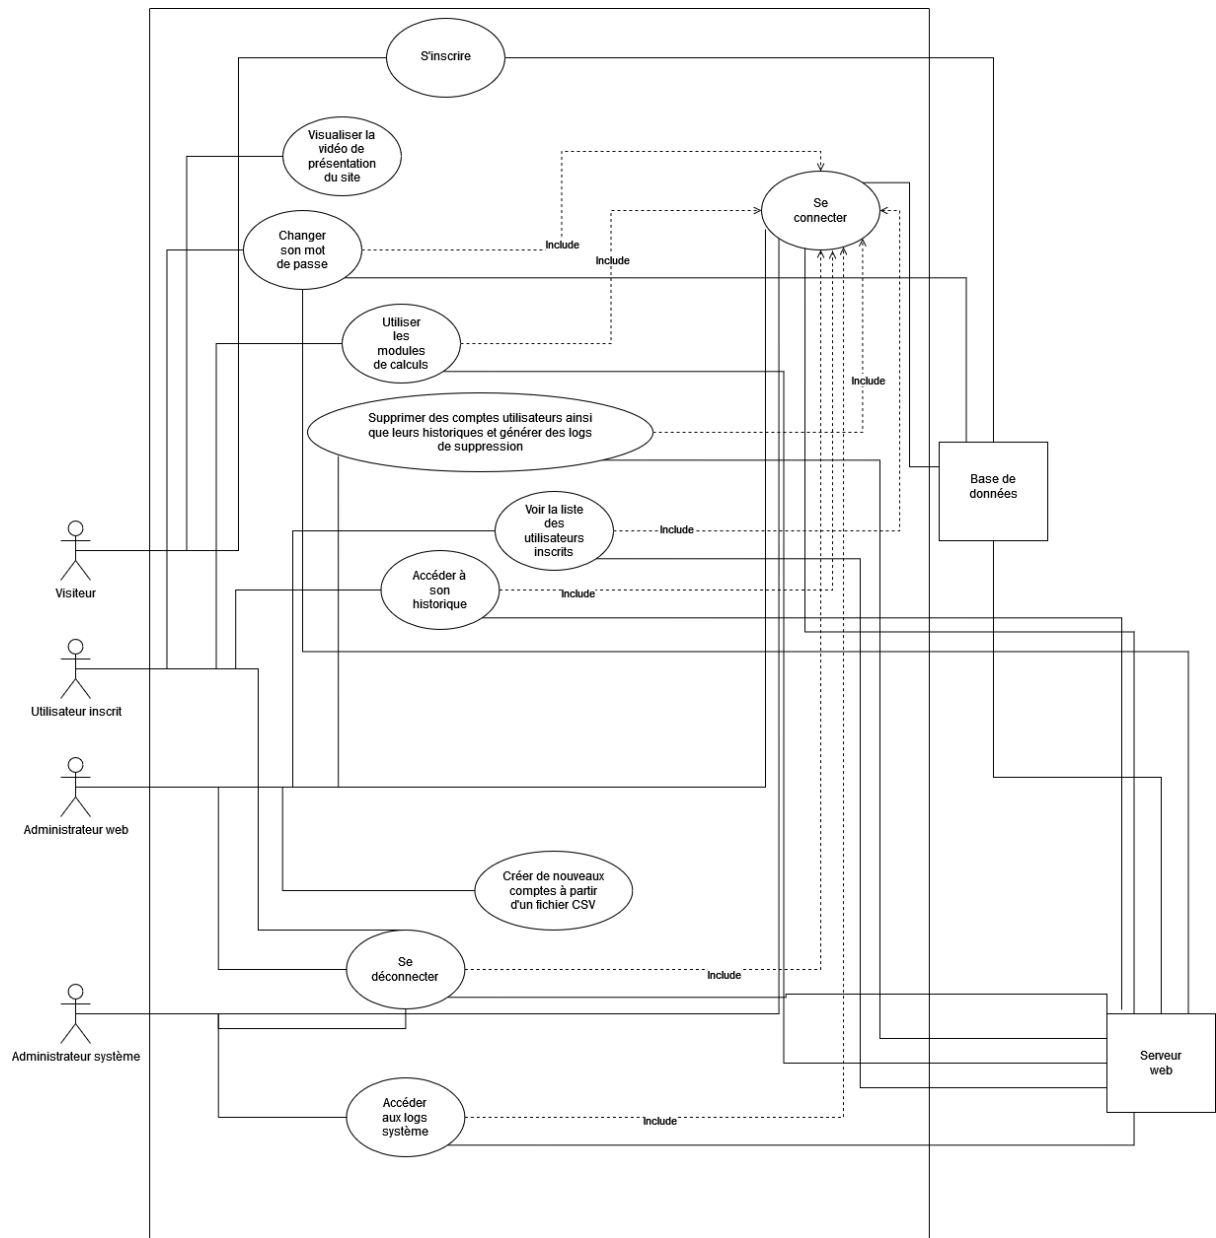 S'inscrire
Visualiser la
vidéo de
présentation
du site
Se
connecter
Changer
son mot
de passe
Include
Include
Utiliser
les
modules
de calculs
Include
Supprimer des comptes utilisateurs ainsi
que leurs historiques et générer des logs
de suppression
Base de
données
Voir la liste
des
utilisateurs
inscrits
Include
Visiteur
Accéder à
son
historique
Include
Utilisateur inscrit
Administrateur web
Créer de nouveaux
comptes à partir
d'un fichier CSV
Se
déconnecter
Include
Administrateur système
Serveur
web
Accéder
aux logs
système
Include